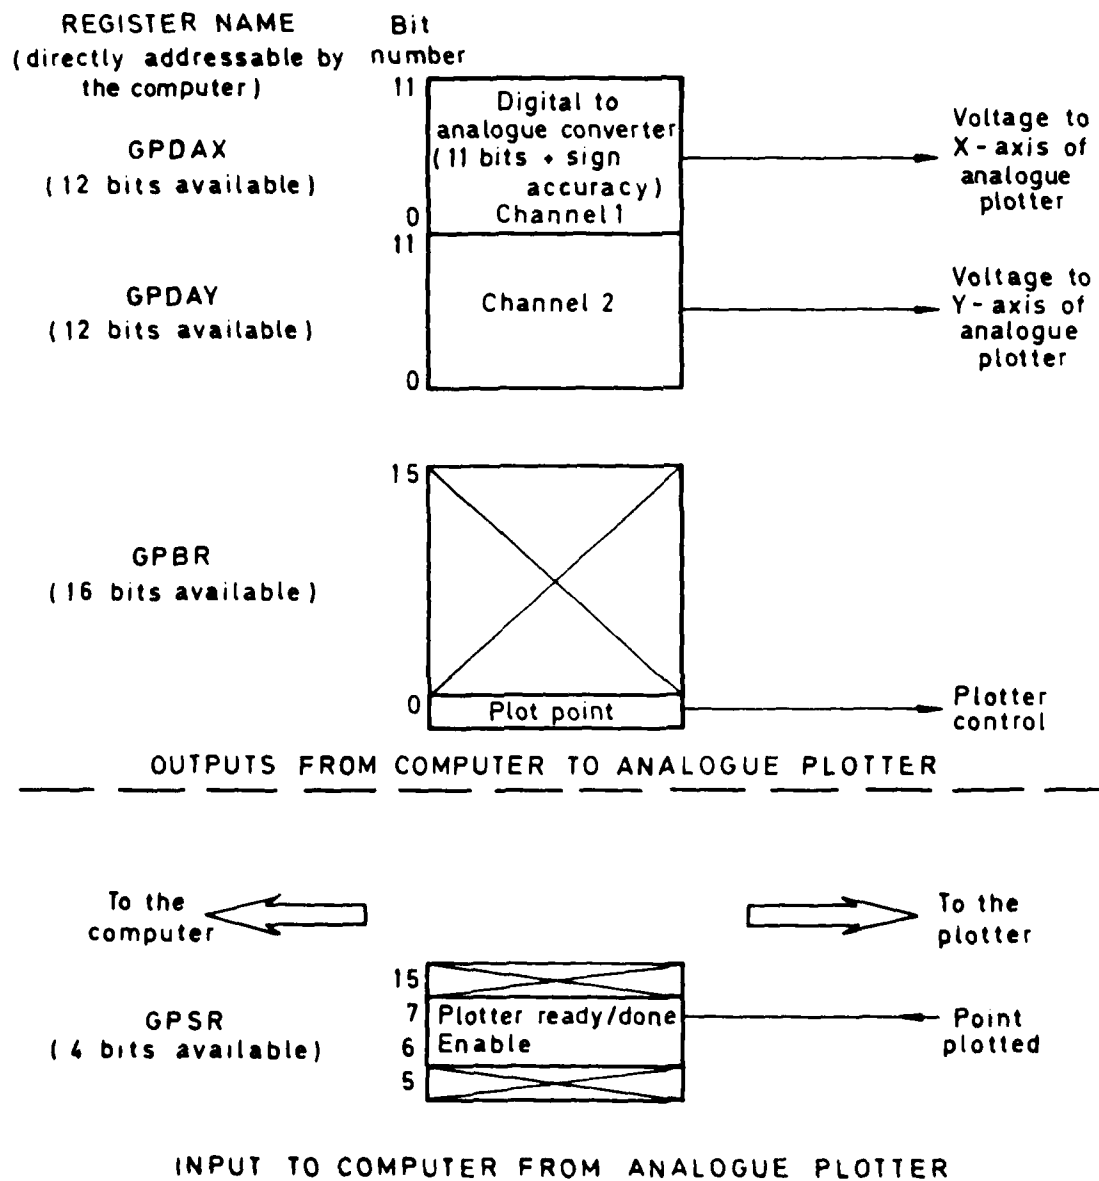 REGISTER NAME
(directly addressable by
the computer)
Bit
number
11
Digital to
analogue converter
(11 bits + sign
accuracy)
Channel 1
0
GPDAX
(12 bits available)
Voltage to
X-axis of
analogue
plotter
11
Channel 2
0
GPDAY
(12 bits available)
Voltage to
Y-axis of
analogue
plotter
15
GPBR
(16 bits available)
0
Plot point
Plotter
control
OUTPUTS FROM COMPUTER TO ANALOGUE PLOTTER
To the
computer
To the
plotter
15
7
Plotter ready/done
6
Enable
5
GPSR
(4 bits available)
Point
plotted
INPUT TO COMPUTER FROM ANALOGUE PLOTTER